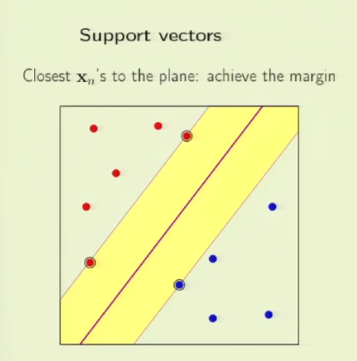 Support vectors
Closest xₙ's to the plane: achieve the margin